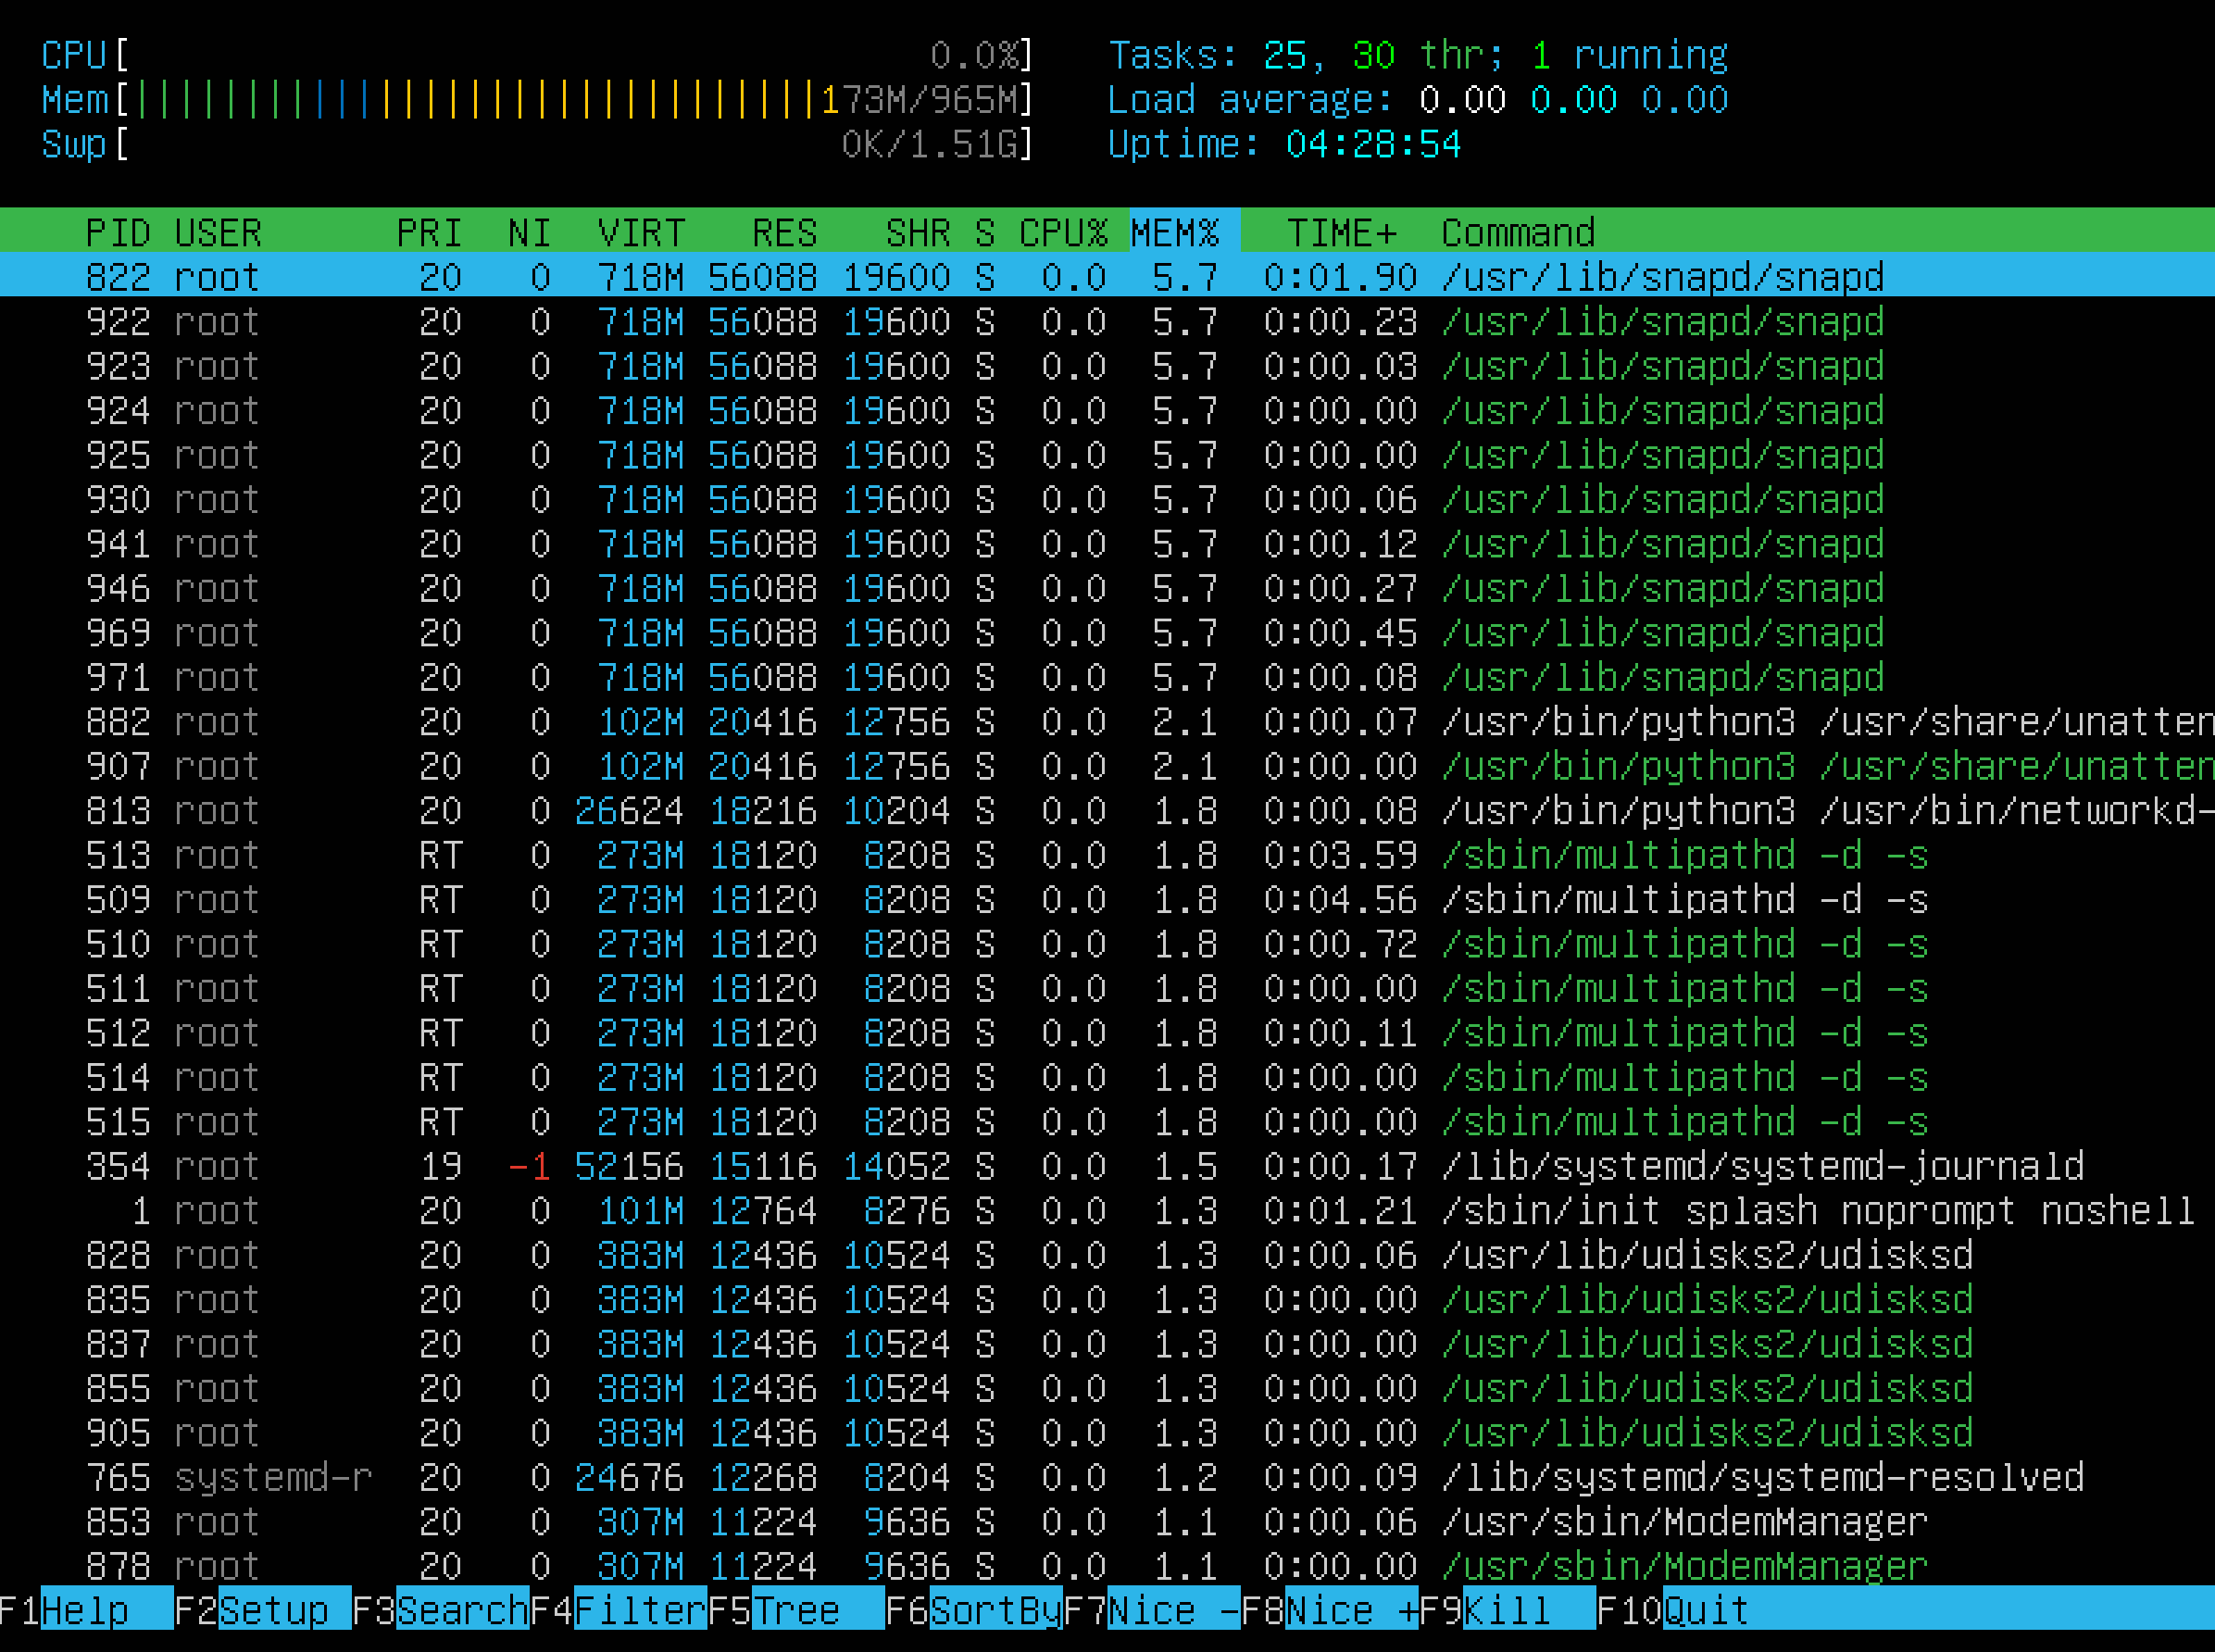 CPU[ 0.0%] Tasks: 25, 30 thr; 1 running
Mem[|||||||||||||||||||||||||||||||173M/965M] Load average: 0.00 0.00 0.00
Swp[ 0K/1.51G] Uptime: 04:28:54
PID USER PRI NI VIRT RES SHR S CPU% MEM% TIME+ Command
822 root 20 0 718M 56088 19600 S 0.0 5.7 0:01.90 /usr/lib/snapd/snapd
922 root 20 0 718M 56088 19600 S 0.0 5.7 0:00.23 /usr/lib/snapd/snapd
923 root 20 0 718M 56088 19600 S 0.0 5.7 0:00.03 /usr/lib/snapd/snapd
924 root 20 0 718M 56088 19600 S 0.0 5.7 0:00.00 /usr/lib/snapd/snapd
925 root 20 0 718M 56088 19600 S 0.0 5.7 0:00.00 /usr/lib/snapd/snapd
930 root 20 0 718M 56088 19600 S 0.0 5.7 0:00.06 /usr/lib/snapd/snapd
941 root 20 0 718M 56088 19600 S 0.0 5.7 0:00.12 /usr/lib/snapd/snapd
946 root 20 0 718M 56088 19600 S 0.0 5.7 0:00.27 /usr/lib/snapd/snapd
969 root 20 0 718M 56088 19600 S 0.0 5.7 0:00.45 /usr/lib/snapd/snapd
971 root 20 0 718M 56088 19600 S 0.0 5.7 0:00.08 /usr/lib/snapd/snapd
882 root 20 0 102M 20416 12756 S 0.0 2.1 0:00.07 /usr/bin/python3 /usr/share/unatten
907 root 20 0 102M 20416 12756 S 0.0 2.1 0:00.00 /usr/bin/python3 /usr/share/unatten
813 root 20 0 26624 18216 10204 S 0.0 1.8 0:00.08 /usr/bin/python3 /usr/bin/networkd-
513 root RT 0 273M 18120 8208 S 0.0 1.8 0:03.59 /sbin/multipathd -d -s
509 root RT 0 273M 18120 8208 S 0.0 1.8 0:04.56 /sbin/multipathd -d -s
510 root RT 0 273M 18120 8208 S 0.0 1.8 0:00.72 /sbin/multipathd -d -s
511 root RT 0 273M 18120 8208 S 0.0 1.8 0:00.00 /sbin/multipathd -d -s
512 root RT 0 273M 18120 8208 S 0.0 1.8 0:00.11 /sbin/multipathd -d -s
514 root RT 0 273M 18120 8208 S 0.0 1.8 0:00.00 /sbin/multipathd -d -s
515 root RT 0 273M 18120 8208 S 0.0 1.8 0:00.00 /sbin/multipathd -d -s
354 root 19 -1 52156 15116 14052 S 0.0 1.5 0:00.17 /lib/systemd/systemd-journald
1 root 20 0 101M 12764 8276 S 0.0 1.3 0:01.21 /sbin/init splash noprompt noshell
828 root 20 0 383M 12436 10524 S 0.0 1.3 0:00.06 /usr/lib/udisks2/udisksd
835 root 20 0 383M 12436 10524 S 0.0 1.3 0:00.00 /usr/lib/udisks2/udisksd
837 root 20 0 383M 12436 10524 S 0.0 1.3 0:00.00 /usr/lib/udisks2/udisksd
855 root 20 0 383M 12436 10524 S 0.0 1.3 0:00.00 /usr/lib/udisks2/udisksd
905 root 20 0 383M 12436 10524 S 0.0 1.3 0:00.00 /usr/lib/udisks2/udisksd
765 systemd-r 20 0 24676 12268 8204 S 0.0 1.2 0:00.09 /lib/systemd/systemd-resolved
853 root 20 0 307M 11224 9636 S 0.0 1.1 0:00.06 /usr/sbin/ModemManager
878 root 20 0 307M 11224 9636 S 0.0 1.1 0:00.00 /usr/sbin/ModemManager
F1Help F2Setup F3SearchF4FilterF5Tree F6SortByF7Nice -F8Nice +F9Kill F10Quit